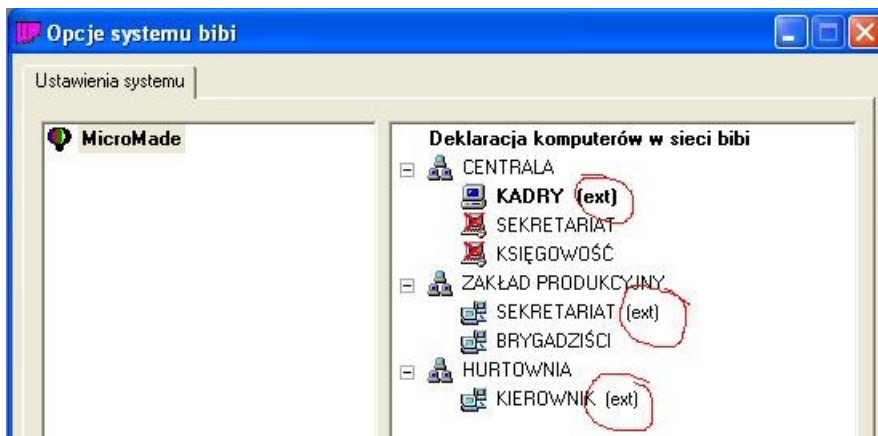 Opcje systemu bibi
Ustawienia systemu
MicroMade
Deklaracja komputerów w sieci bibi
CENTRALA
KADRY (ext)
SEKRETARIAT
KSIĘGOWOŚĆ
ZAKŁAD PRODUKCYJNY
SEKRETARIAT (ext)
BRYGADZIŚCI
HURTOWNIA
KIEROWNIK (ext)